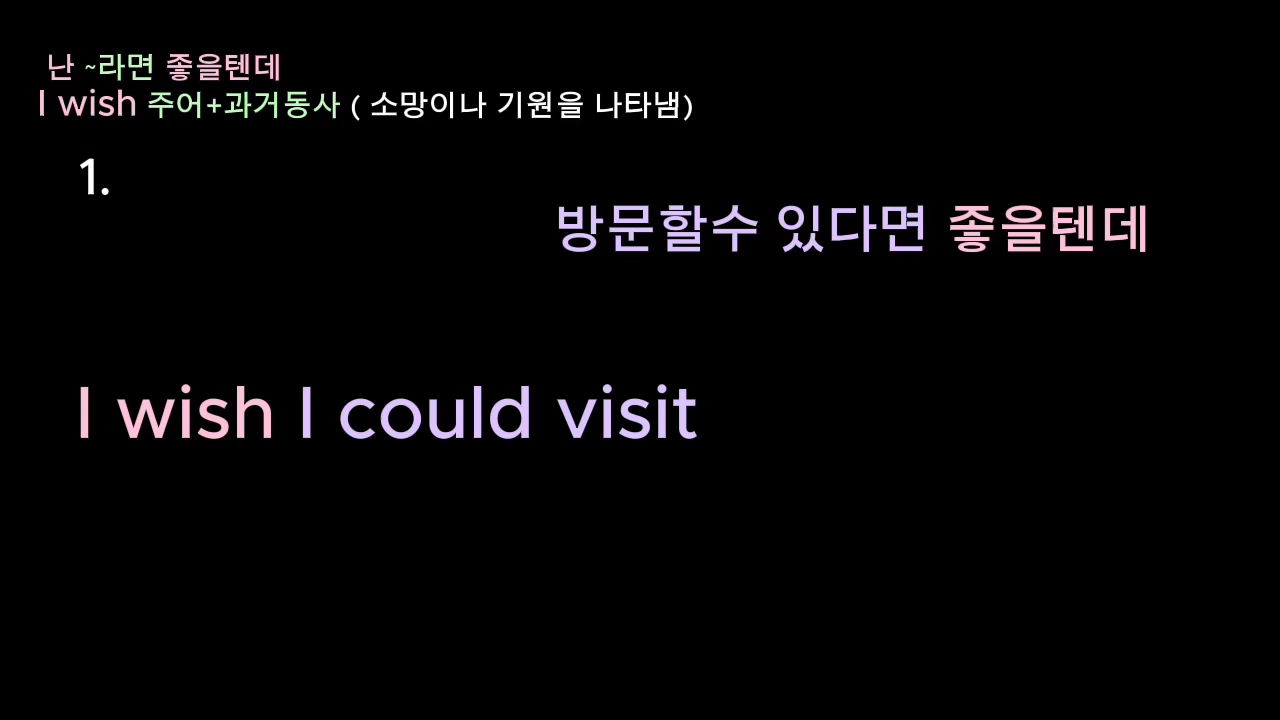 난 ~라면 좋을텐데
I wish 주어+과거동사 ( 소망이나 기원을 나타냄)
1.
방문할수 있다면 좋을텐데
I wish I could visit